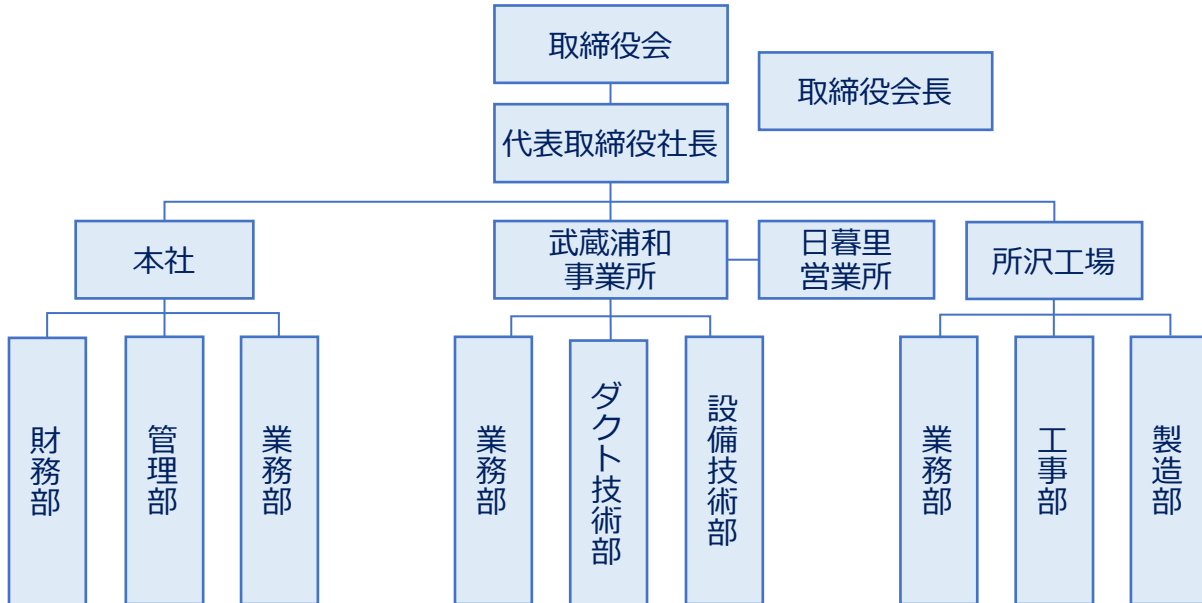 取締役会
取締役会長
代表取締役社長
本社
武蔵浦和
事業所
日暮里
営業所
所沢工場
財務部
管理部
業務部
業務部
ダクト技術部
設備技術部
業務部
工事部
製造部